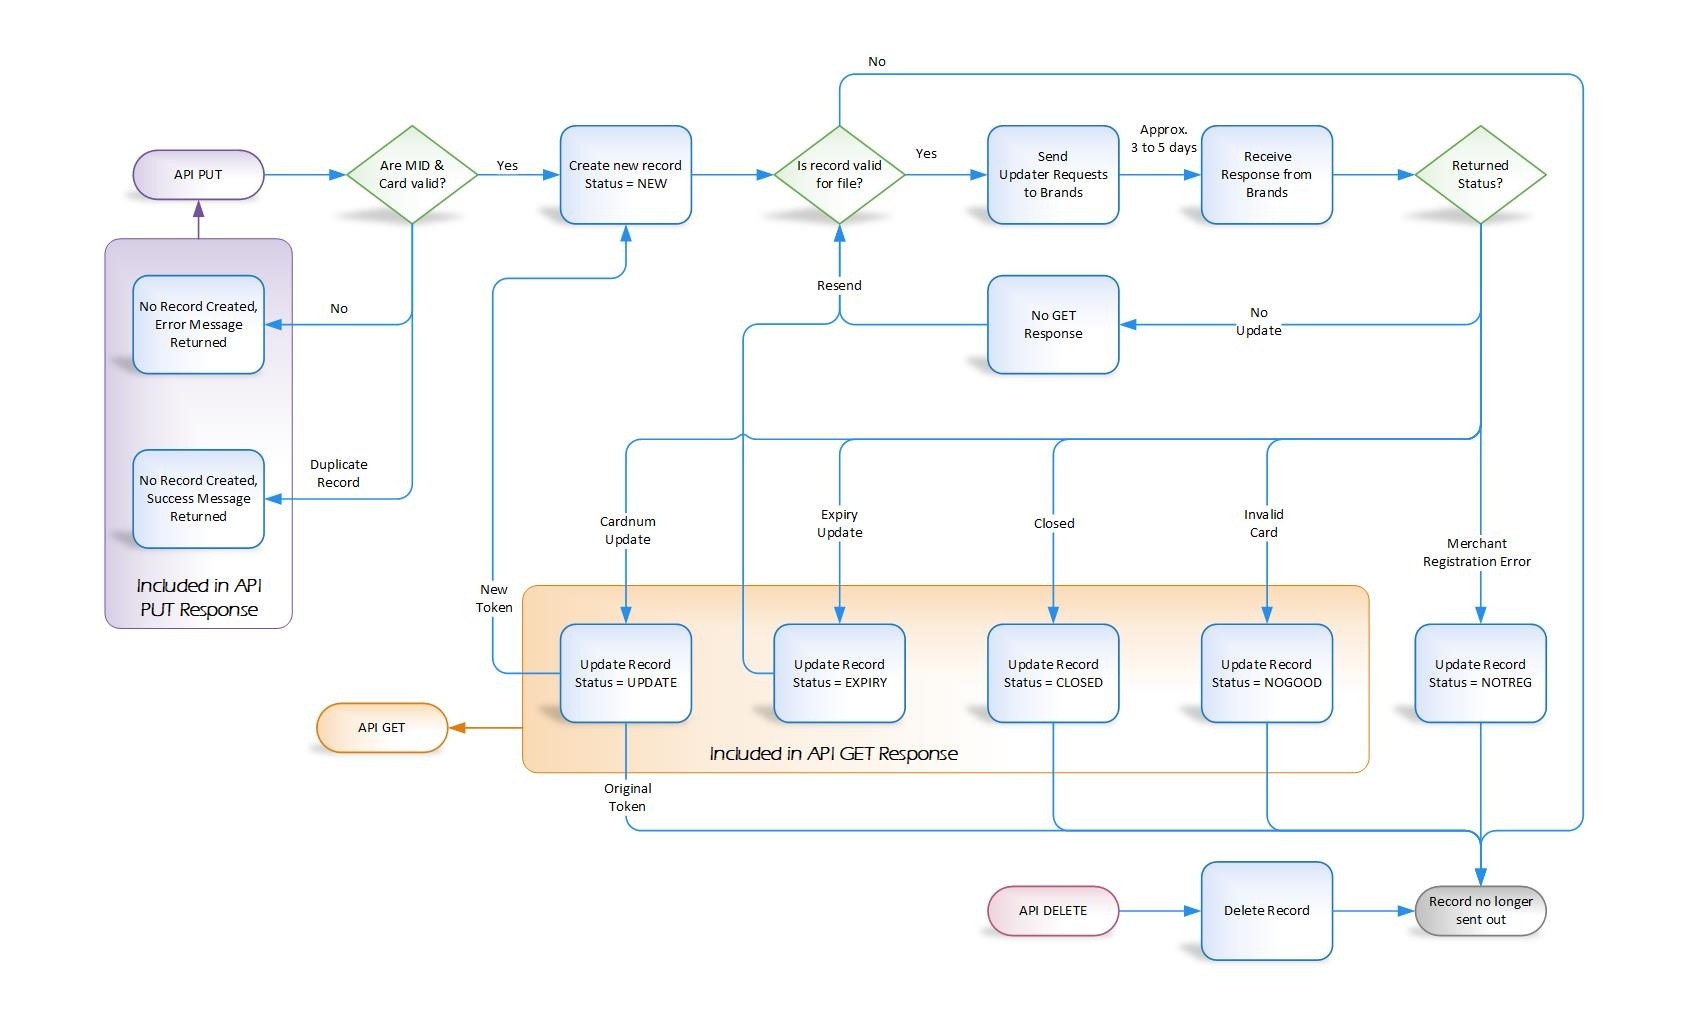 No
API PUT
Are MID &
Card valid?
Yes
Create new record
Status = NEW
Is record valid
for file?
Yes
Send
Updater Requests
to Brands
Approx.
3 to 5 days
Receive
Response from
Brands
Returned
Status?
No Record Created,
Error Message
Returned
No
Resend
No GET
Response
No
Update
No Record Created,
Success Message
Returned
Duplicate
Record
Included in API
PUT Response
Cardnum
Update
Expiry
Update
Closed
Invalid
Card
Merchant
Registration Error
New
Token
Update Record
Status = UPDATE
Update Record
Status = EXPIRY
Update Record
Status = CLOSED
Update Record
Status = NOGOOD
Update Record
Status = NOTREG
API GET
Included in API GET Response
Original
Token
API DELETE
Delete Record
Record no longer
sent out